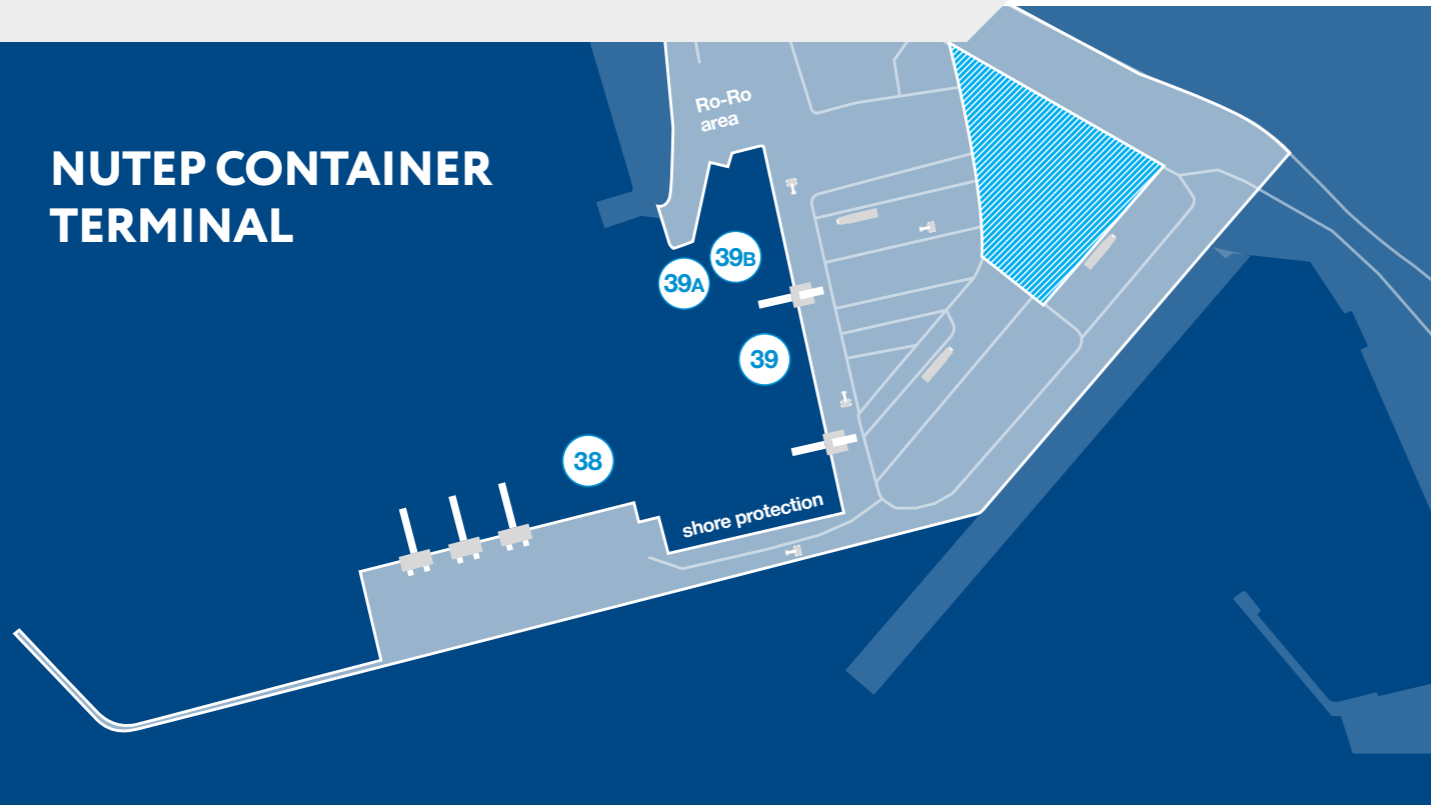 NUTEP CONTAINER
TERMINAL
Ro-Ro
area
39B
39A
39
38
shore protection